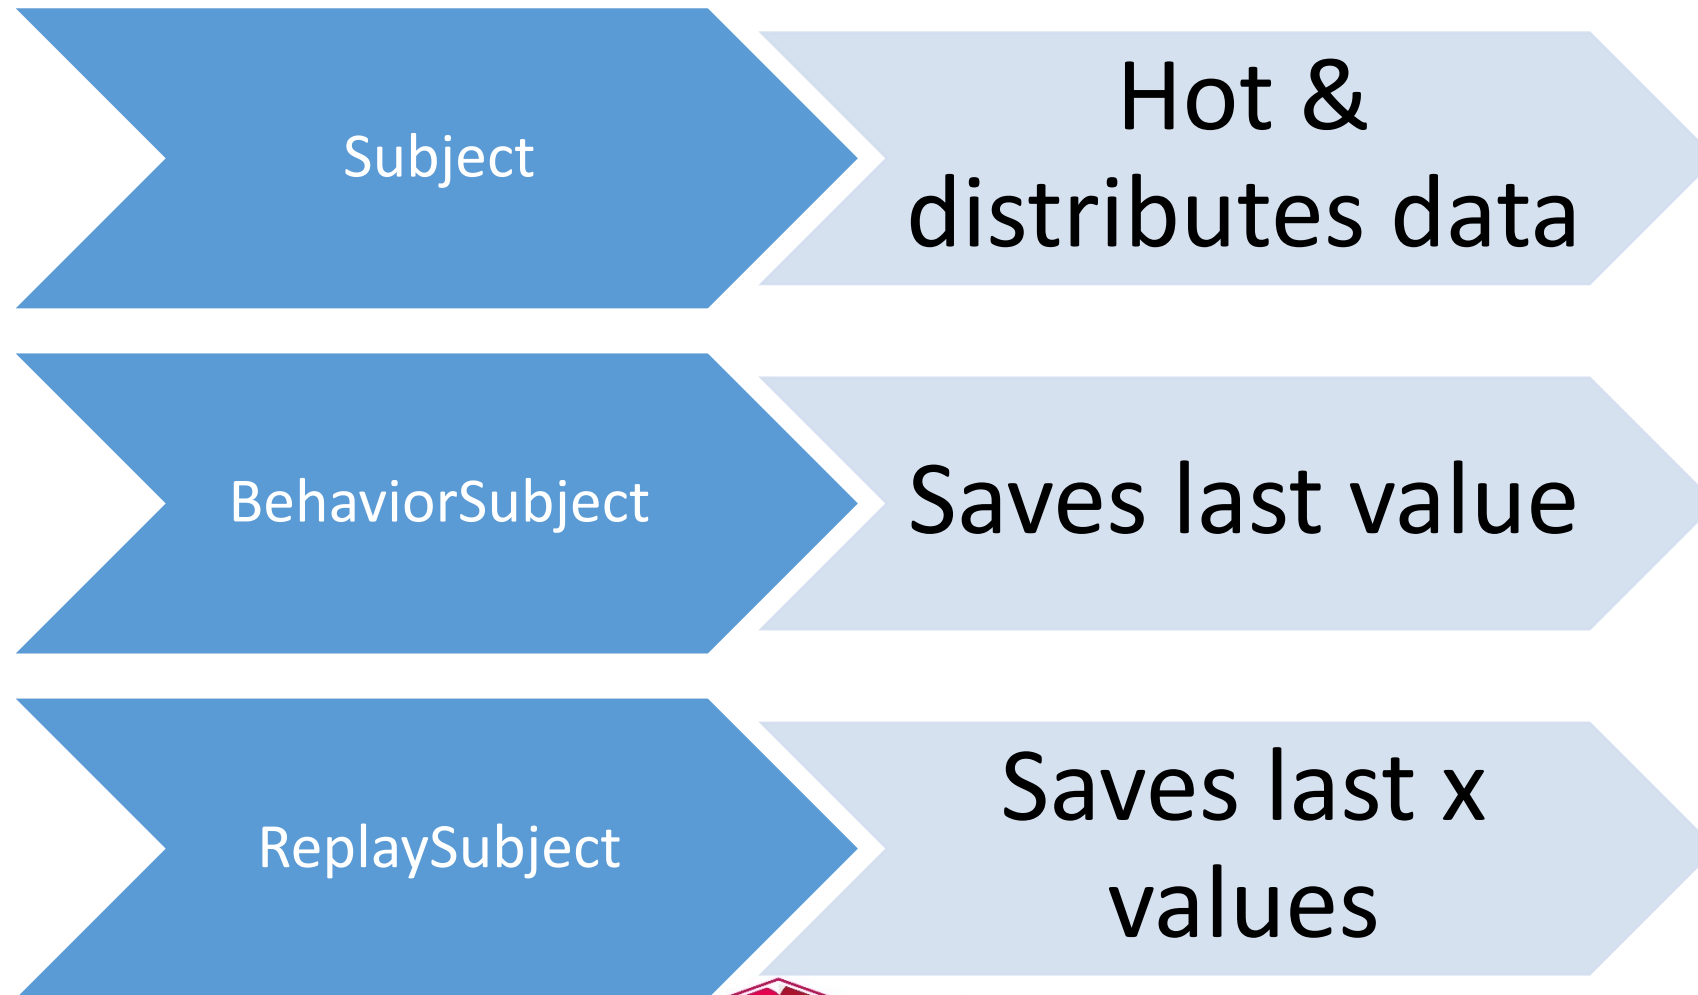 Subject
Hot &
distributes data
BehaviorSubject
Saves last value
ReplaySubject
Saves last x
values